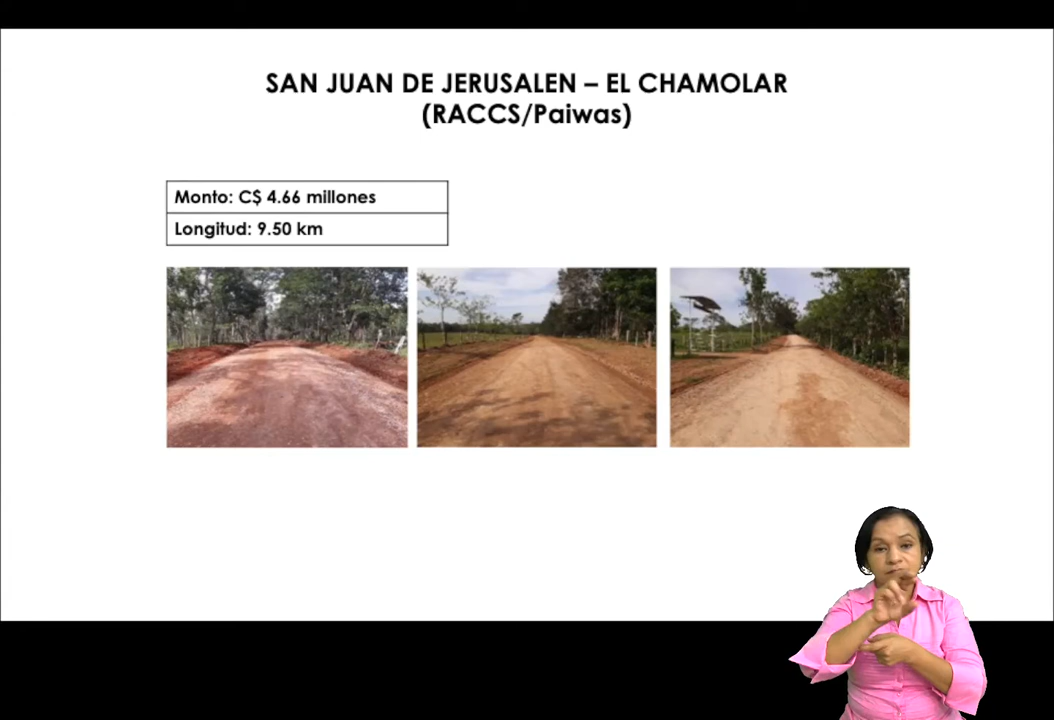 SAN JUAN DE JERUSALEN – EL CHAMOLAR
(RACCS/Paiwas)
Monto: C$ 4.66 millones
Longitud: 9.50 km